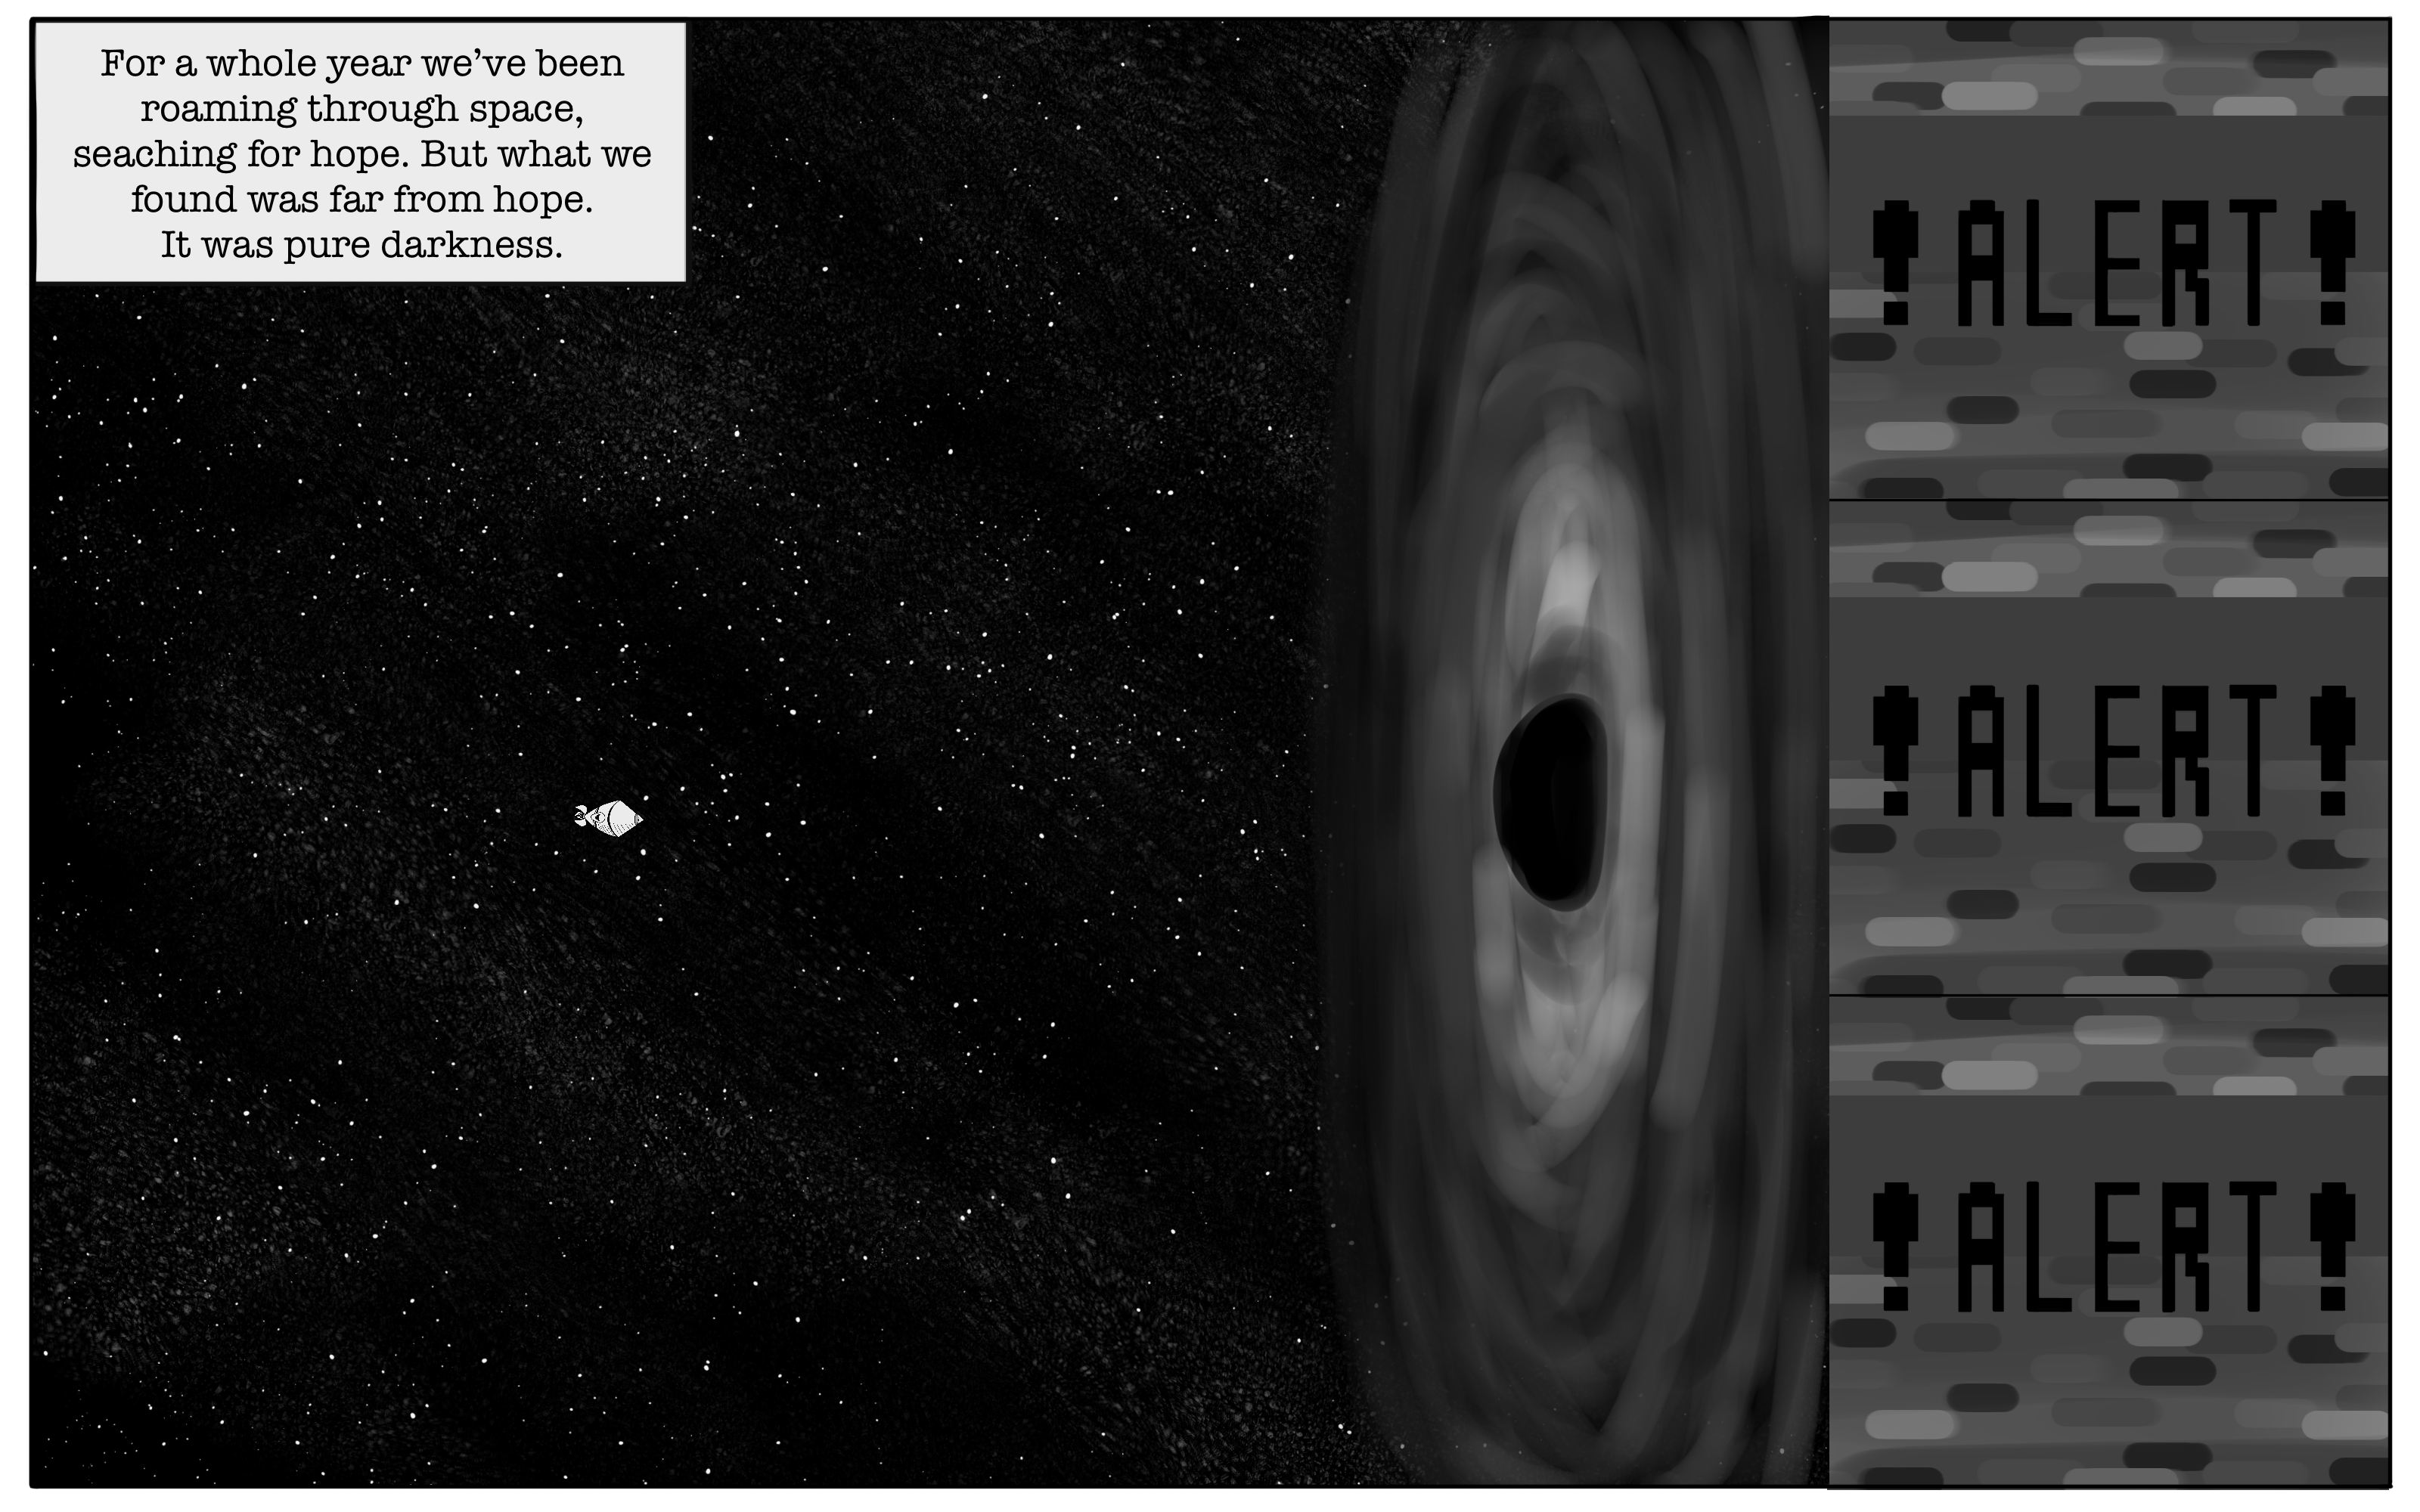 For a whole year we’ve been
roaming through space,
seaching for hope. But what we
found was far from hope.
It was pure darkness.
!ALERT!
!ALERT!
!ALERT!